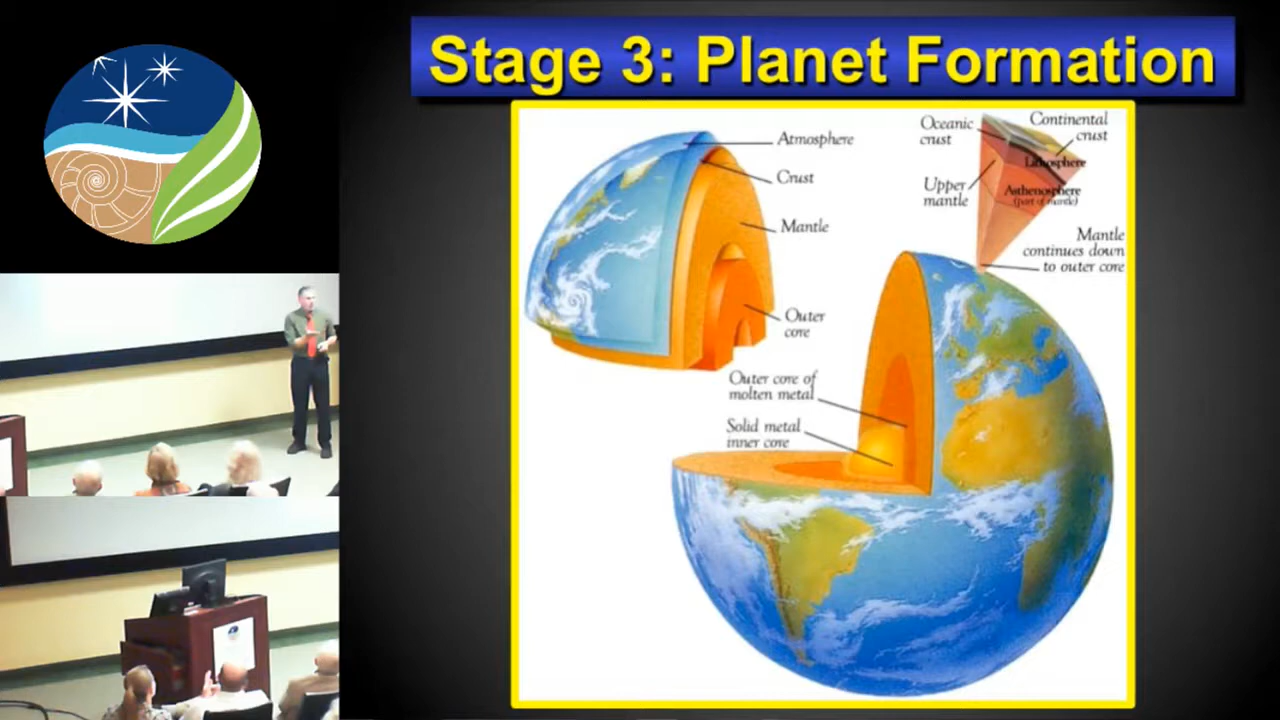 Stage 3: Planet Formation
Atmosphere
Crust
Mantle
Outer
core
Oceanic
crust
Continental
crust
Lithosphere
Upper
mantle
Asthenosphere
(part of mantle)
Mantle
continues down
to outer core
Outer core of
molten metal
Solid metal
inner core